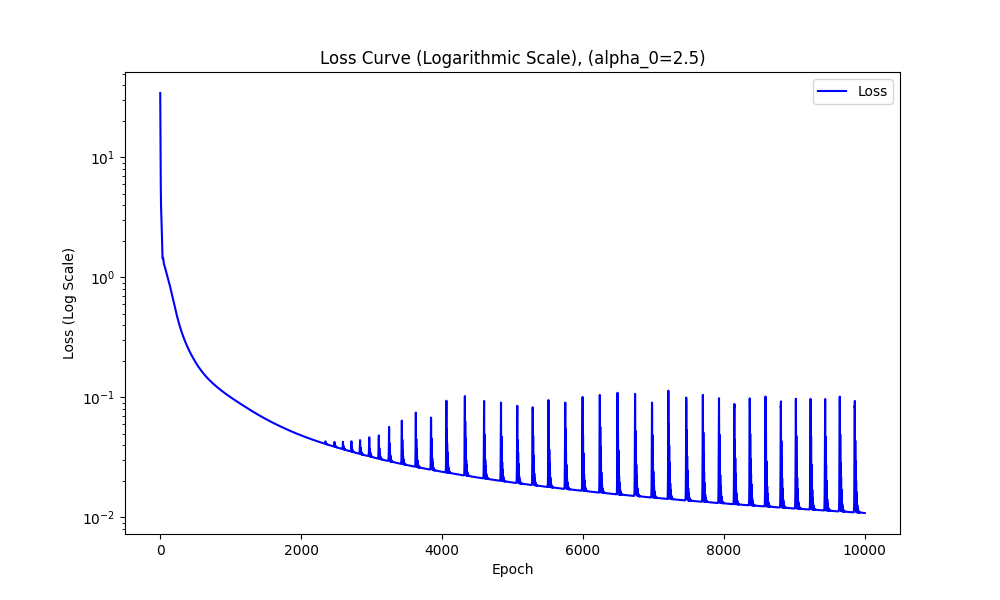 Loss Curve (Logarithmic Scale), (alpha_0=2.5)
Loss
10^1
10^0
10^-1
10^-2
Loss (Log Scale)
0 2000 4000 6000 8000 10000
Epoch